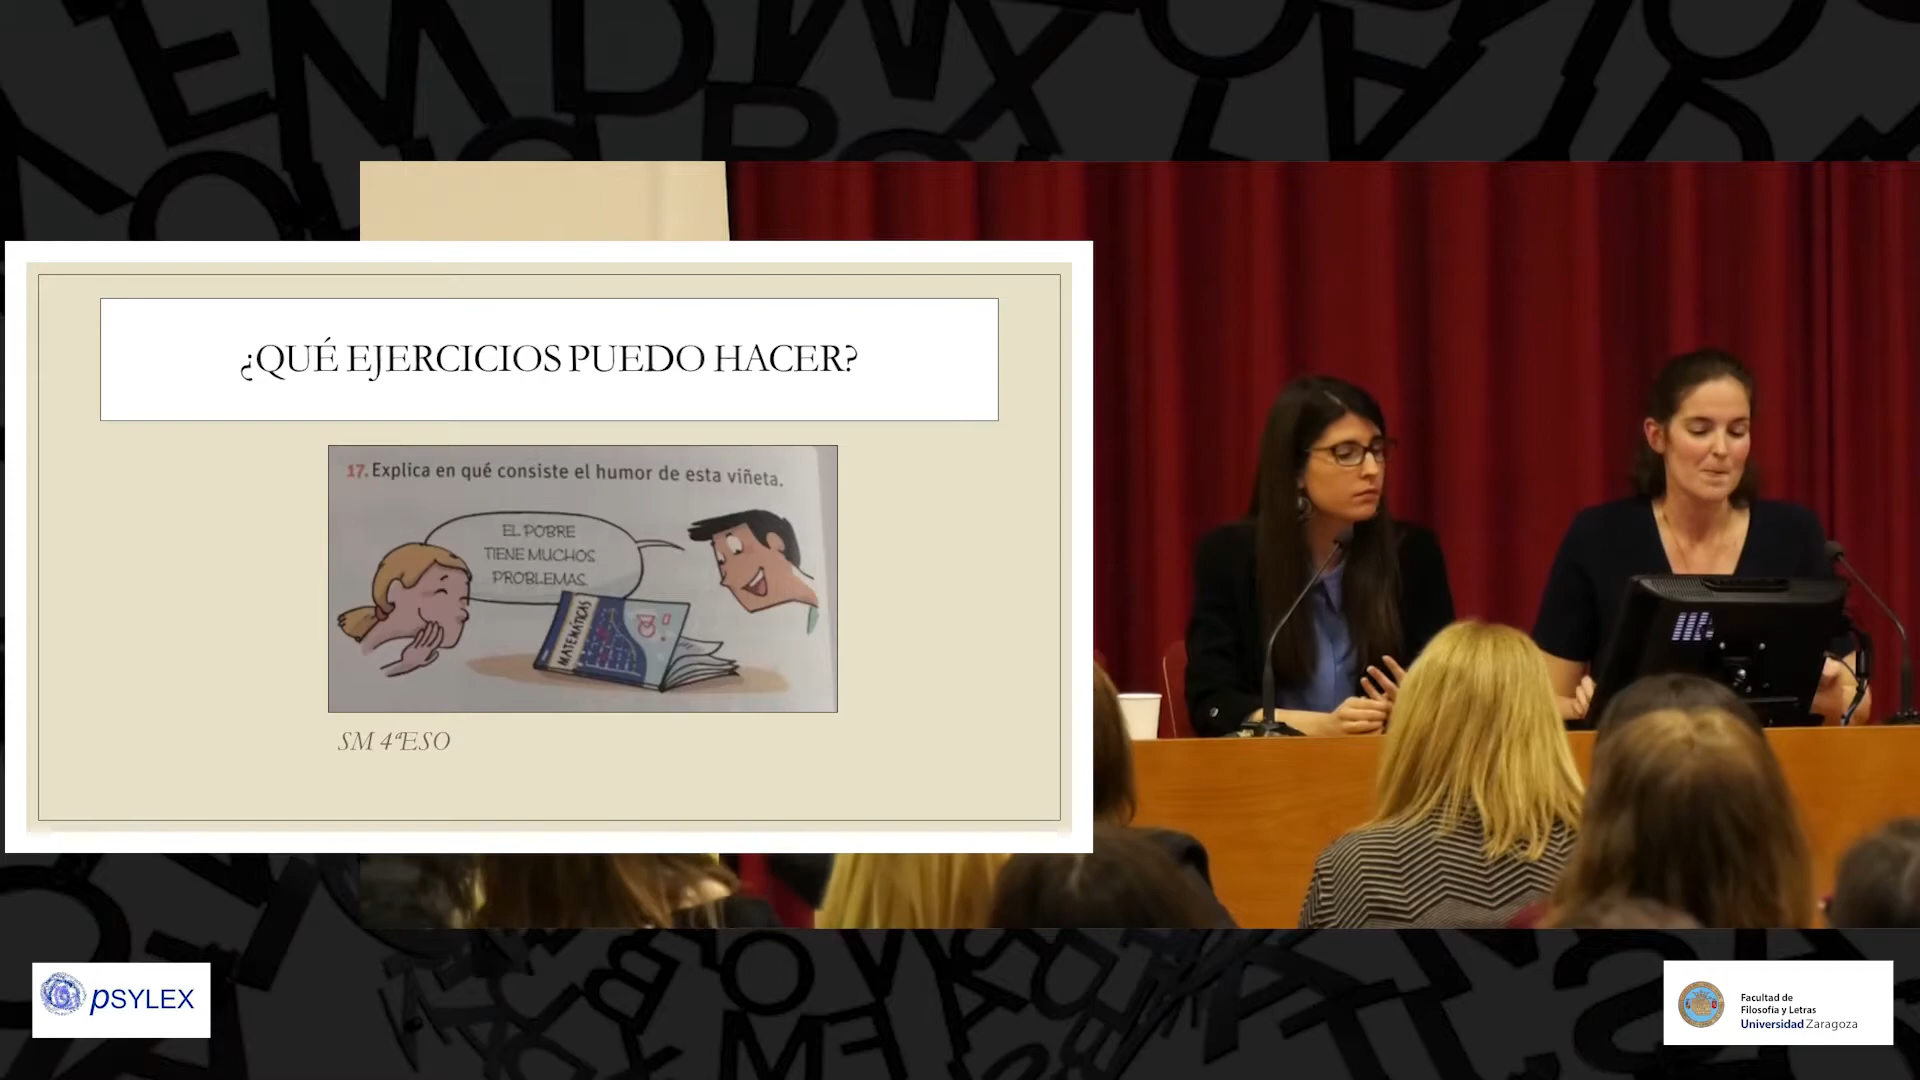 ¿QUÉ EJERCICIOS PUEDO HACER?
17. Explica en qué consiste el humor de esta viñeta.
EL POBRE
TIENE MUCHOS
PROBLEMAS.
MATEMÁTICAS
SM 4ºESO
PSYLEX
Facultad de
Filosofía y Letras
Universidad Zaragoza